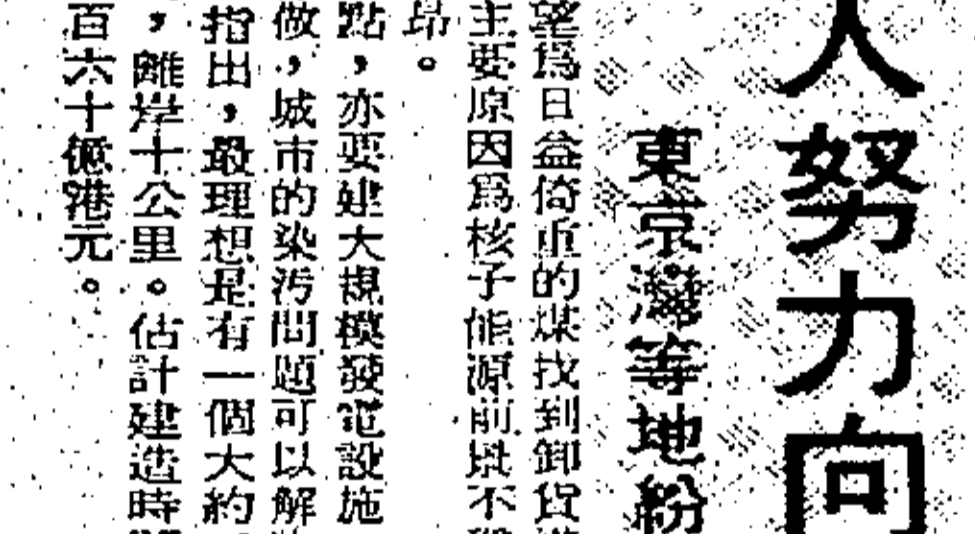 人努力向
東京灣等地紛
望爲日益倚重的煤找到卸貨
主要原因爲核子能源前景不
昂。
點,亦要建大規模發電設施
做,城市的染污問題可以解
指出,最理想是有一個大約
,離岸十公里。估計建造時
百六十億港元。